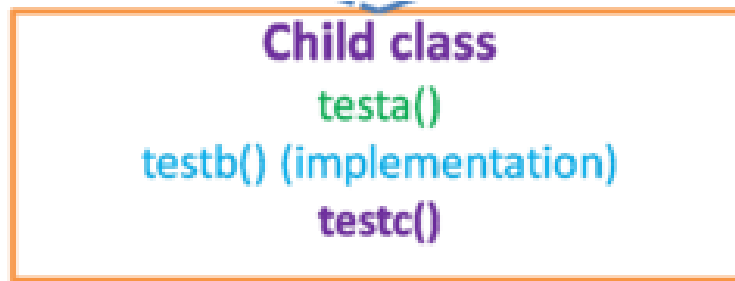 Child class
testa()
testb() (implementation)
testc()